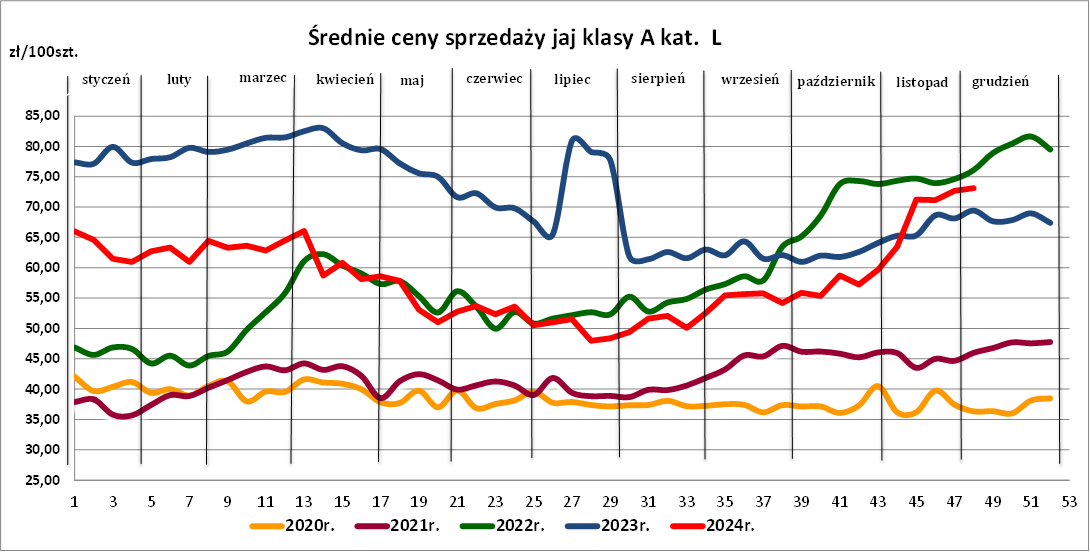 Średnie ceny sprzedaży jaj klasy A kat. L
zł/100szt.
styczeń luty marzec kwiecień maj czerwiec lipiec sierpień wrzesień październik listopad grudzień
85,00
80,00
75,00
70,00
65,00
60,00
55,00
50,00
45,00
40,00
35,00
30,00
25,00
1 3 5 7 9 11 13 15 17 19 21 23 25 27 29 31 33 35 37 39 41 43 45 47 49 51 53
2020r. 2021r. 2022r. 2023r. 2024r.